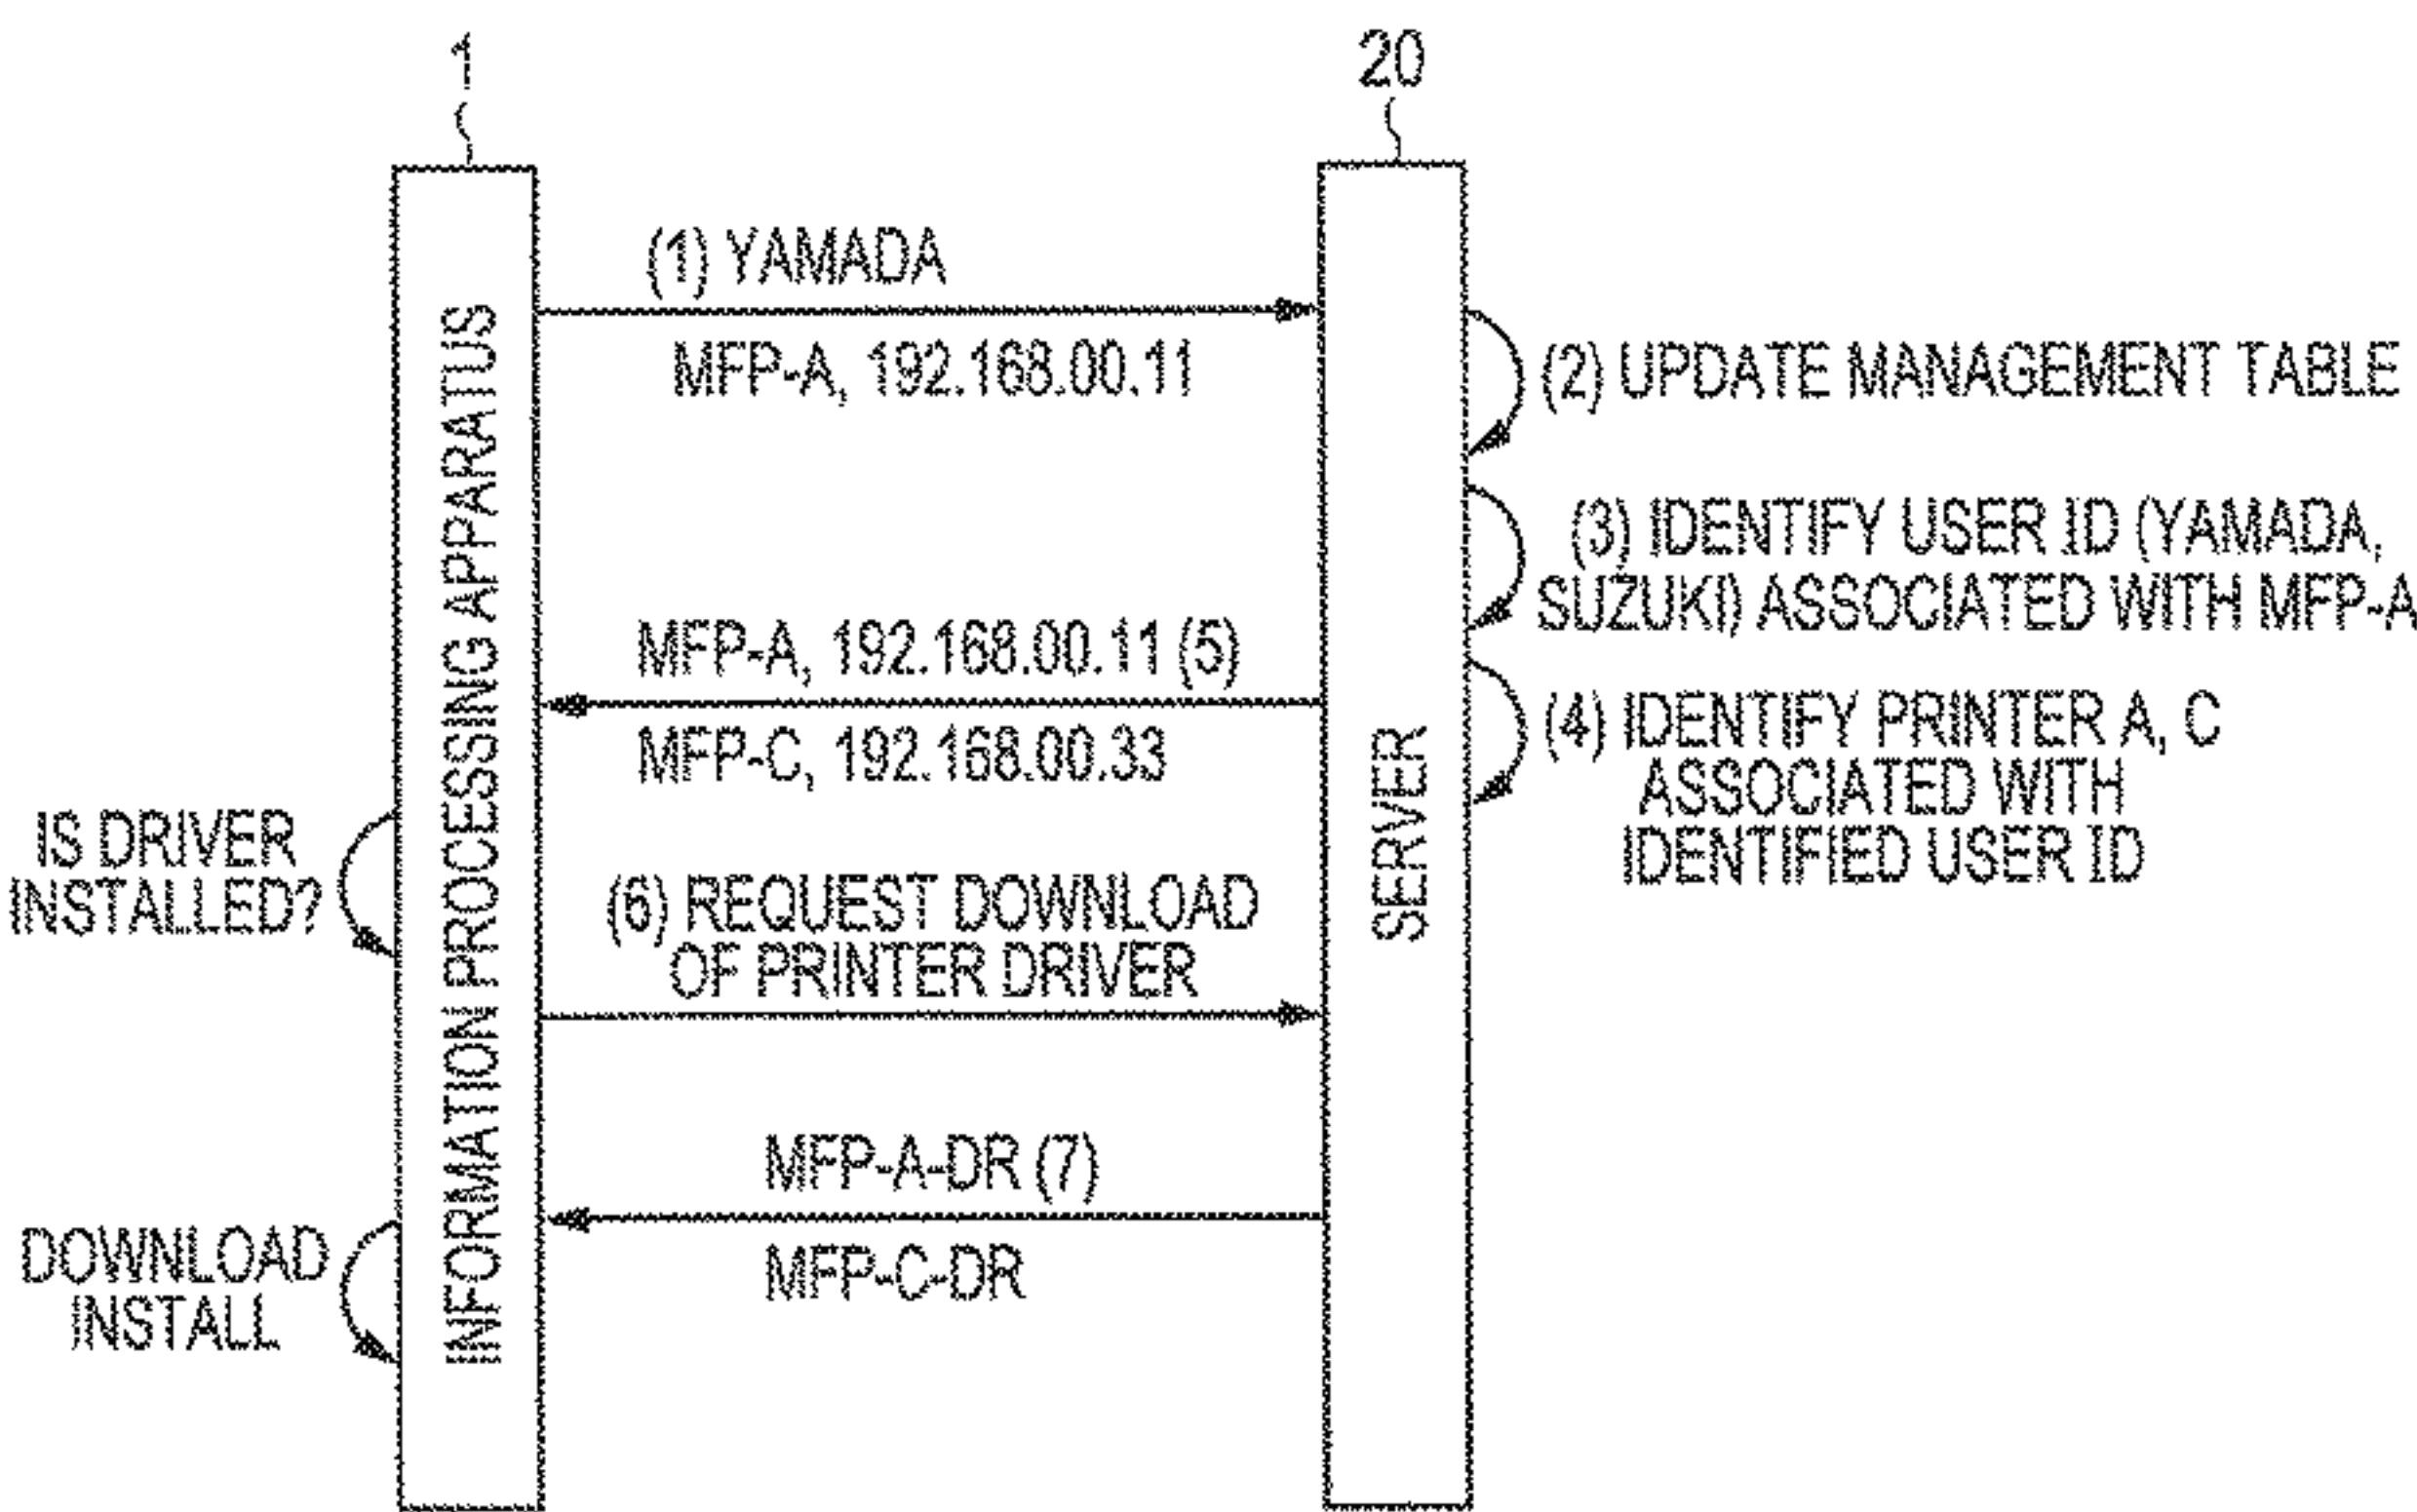 1
20
(1) YAMADA
MFP-A, 192.168.00.11
(2) UPDATE MANAGEMENT TABLE
(3) IDENTIFY USER ID (YAMADA,
SUZUKI) ASSOCIATED WITH MFP-A
MFP-A, 192.168.00.11 (5)
MFP-C, 192.168.00.33
(4) IDENTIFY PRINTER A, C
ASSOCIATED WITH
IDENTIFIED USER ID
IS DRIVER
INSTALLED?
INFORMATION PROCESSING APPARATUS
SERVER
(6) REQUEST DOWNLOAD
OF PRINTER DRIVER
MFP-A-DR (7)
MFP-C-DR
DOWNLOAD
INSTALL